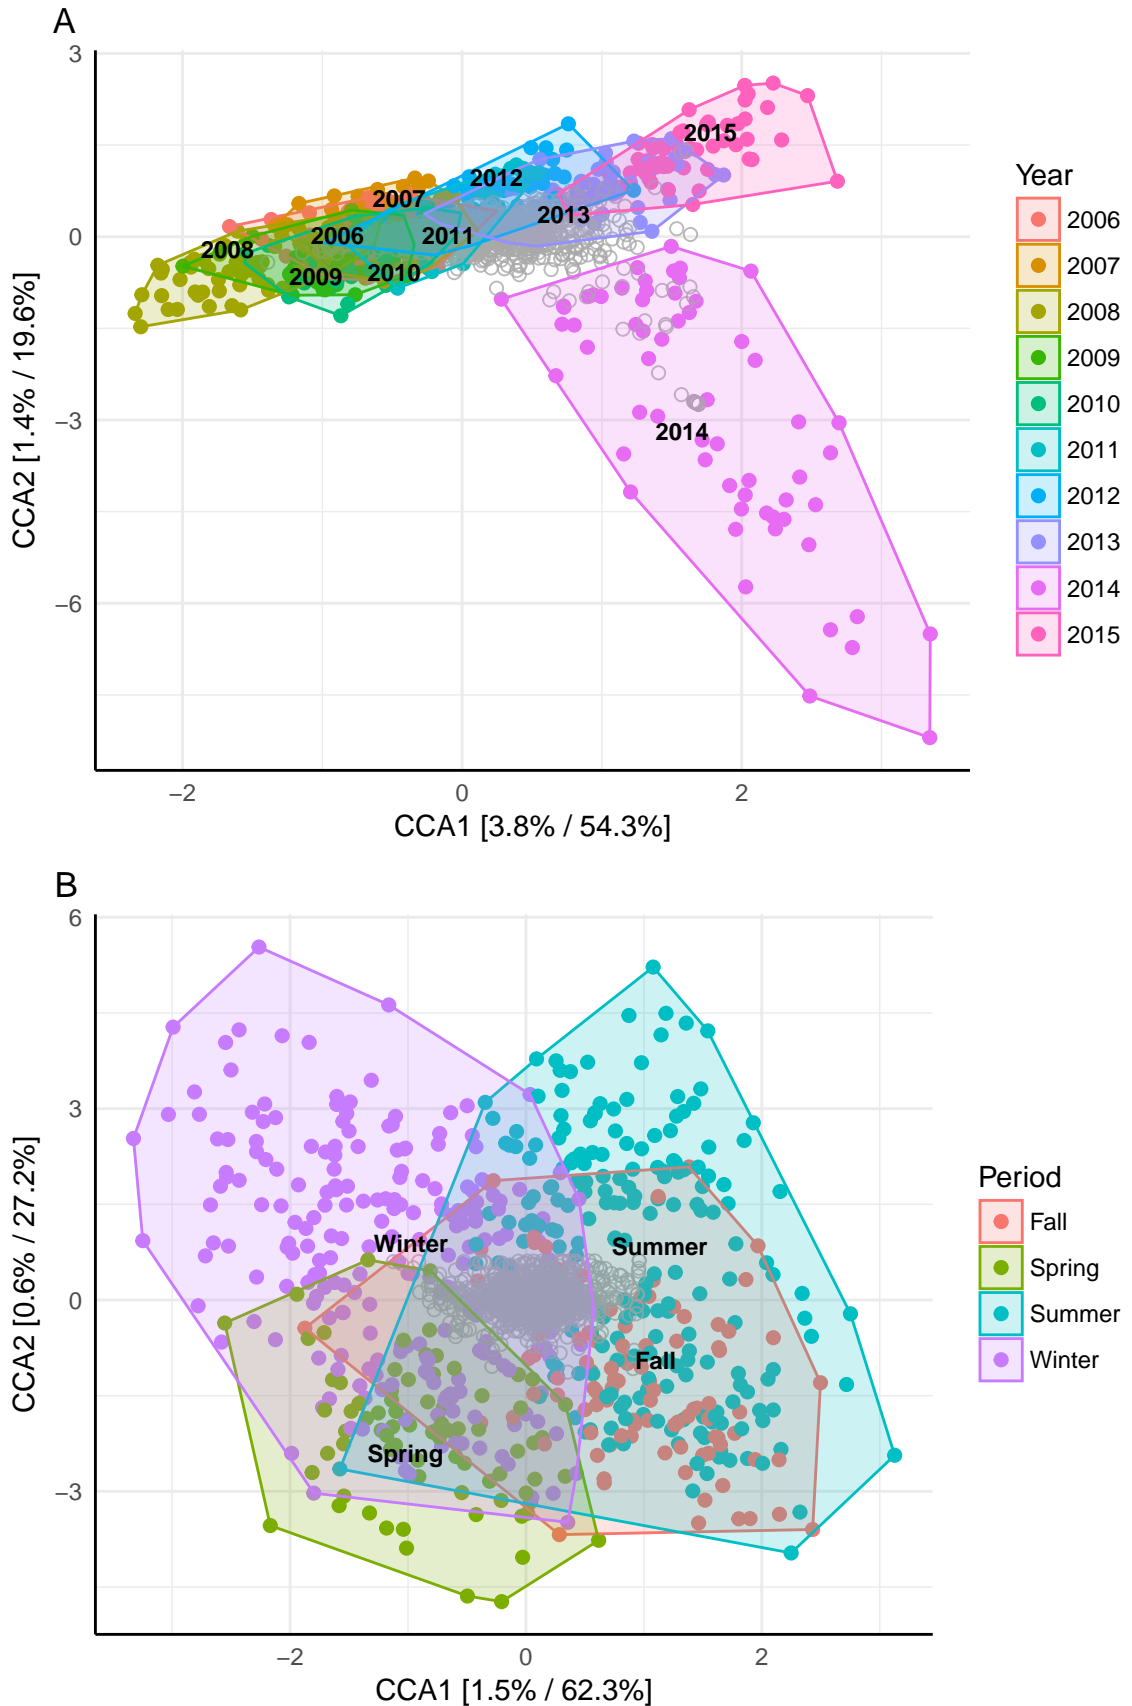 A
3
0
−3
−6
CCA2 [1.4% / 19.6%]
2015
2012
2007
2013
2008
2006
2011
2009
2010
2014
−2
0
2
CCA1 [3.8% / 54.3%]
Year
2006
2007
2008
2009
2010
2011
2012
2013
2014
2015
B
6
3
0
−3
CCA2 [0.6% / 27.2%]
Winter
Summer
Fall
Spring
−2
0
2
CCA1 [1.5% / 62.3%]
Period
Fall
Spring
Summer
Winter